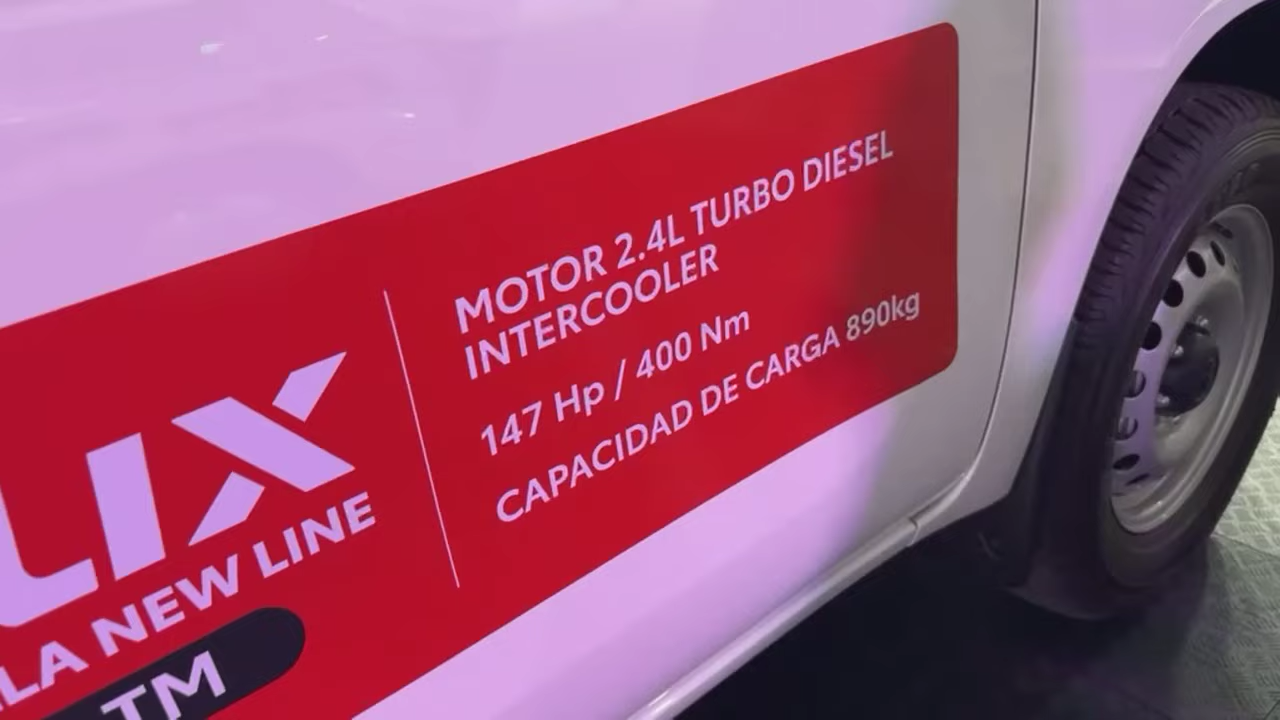 LIX
LA NEW LINE
TM
MOTOR 2.4L TURBO DIESEL
INTERCOOLER
147 Hp / 400 Nm
CAPACIDAD DE CARGA 890kg